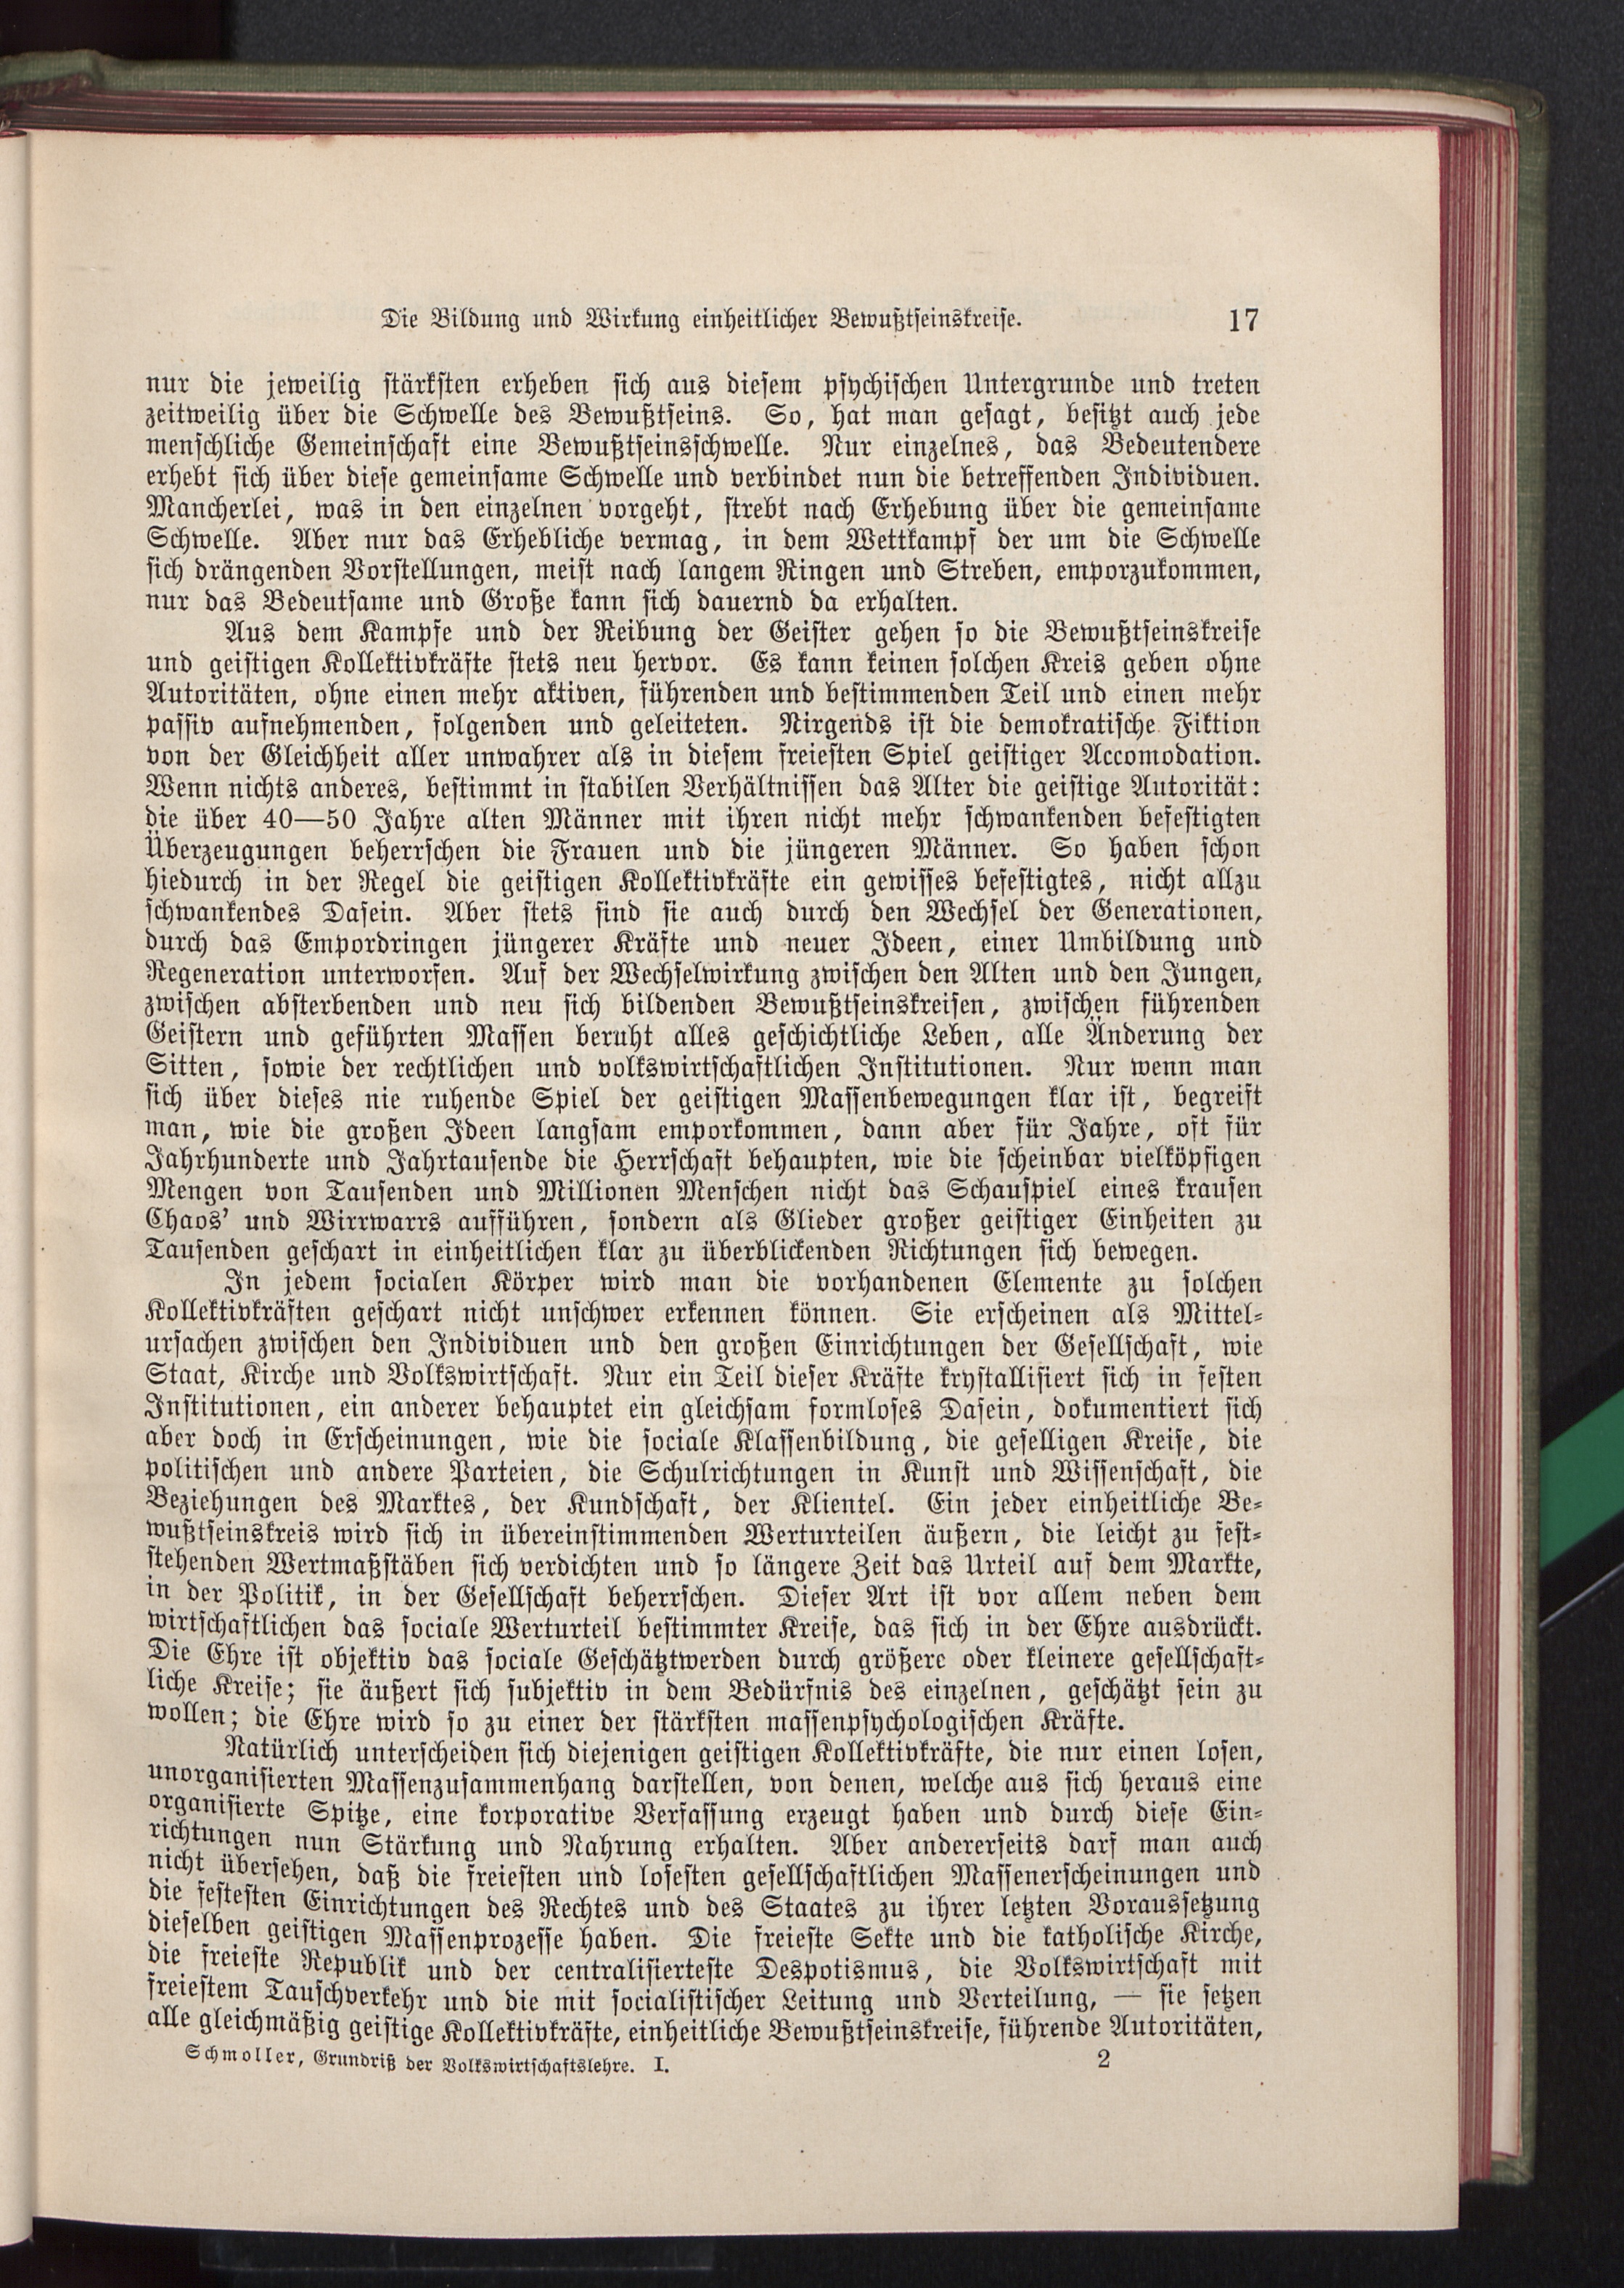 Die Bildung und Wirkung einheitlicher Bewußtseinskreise. 17
nur die jeweilig stärksten erheben sich aus diesem psychischen Untergrunde und treten
zeitweilig über die Schwelle des Bewußtseins. So, hat man gesagt, besitzt auch jede
menschliche Gemeinschaft eine Bewußtseinsschwelle. Nur einzelnes, das Bedeutendere
erhebt sich über diese gemeinsame Schwelle und verbindet nun die betreffenden Individuen.
Mancherlei, was in den einzelnen vorgeht, strebt nach Erhebung über die gemeinsame
Schwelle. Aber nur das Erhebliche vermag, in dem Wettkampf der um die Schwelle
sich drängenden Vorstellungen, meist nach langem Ringen und Streben, emporzukommen,
nur das Bedeutsame und Große kann sich dauernd da erhalten.
Aus dem Kampfe und der Reibung der Geister gehen so die Bewußtseinskreise
und geistigen Kollektivkräfte stets neu hervor. Es kann keinen solchen Kreis geben ohne
Autoritäten, ohne einen mehr aktiven, führenden und bestimmenden Teil und einen mehr
passiv aufnehmenden, folgenden und geleiteten. Nirgends ist die demokratische Fiktion
von der Gleichheit aller unwahrer als in diesem freiesten Spiel geistiger Accomodation.
Wenn nichts anderes, bestimmt in stabilen Verhältnissen das Alter die geistige Autorität:
die über 40—50 Jahre alten Männer mit ihren nicht mehr schwankenden befestigten
Überzeugungen beherrschen die Frauen und die jüngeren Männer. So haben schon
hiedurch in der Regel die geistigen Kollektivkräfte ein gewisses befestigtes, nicht allzu
schwankendes Dasein. Aber stets sind sie auch durch den Wechsel der Generationen,
durch das Empordringen jüngerer Kräfte und neuer Ideen, einer Umbildung und
Regeneration unterworfen. Auf der Wechselwirkung zwischen den Alten und den Jungen,
zwischen absterbenden und neu sich bildenden Bewußtseinskreisen, zwischen führenden
Geistern und geführten Massen beruht alles geschichtliche Leben, alle Änderung der
Sitten, sowie der rechtlichen und volkswirtschaftlichen Institutionen. Nur wenn man
sich über dieses nie ruhende Spiel der geistigen Massenbewegungen klar ist, begreift
man, wie die großen Ideen langsam emporkommen, dann aber für Jahre, oft für
Jahrhunderte und Jahrtausende die Herrschaft behaupten, wie die scheinbar vielköpfigen
Mengen von Tausenden und Millionen Menschen nicht das Schauspiel eines krausen
Chaos' und Wirrwarrs aufführen, sondern als Glieder großer geistiger Einheiten zu
Tausenden geschart in einheitlichen klar zu überblickenden Richtungen sich bewegen.
In jedem socialen Körper wird man die vorhandenen Elemente zu solchen
Kollektivkräften geschart nicht unschwer erkennen können. Sie erscheinen als Mittel-
ursachen zwischen den Individuen und den großen Einrichtungen der Gesellschaft, wie
Staat, Kirche und Volkswirtschaft. Nur ein Teil dieser Kräfte krystallisiert sich in festen
Institutionen, ein anderer behauptet ein gleichsam formloses Dasein, dokumentiert sich
aber doch in Erscheinungen, wie die sociale Klassenbildung, die geselligen Kreise, die
politischen und andere Parteien, die Schulrichtungen in Kunst und Wissenschaft, die
Beziehungen des Marktes, der Kundschaft, der Klientel. Ein jeder einheitliche Be-
wußtseinskreis wird sich in übereinstimmenden Werturteilen äußern, die leicht zu fest-
stehenden Wertmaßstäben sich verdichten und so längere Zeit das Urteil auf dem Markte,
in der Politik, in der Gesellschaft beherrschen. Dieser Art ist vor allem neben dem
wirtschaftlichen das sociale Werturteil bestimmter Kreise, das sich in der Ehre ausdrückt.
Die Ehre ist objektiv das sociale Geschätztwerden durch größere oder kleinere gesellschaft-
liche Kreise; sie äußert sich subjektiv in dem Bedürfnis des einzelnen, geschätzt sein zu
wollen; die Ehre wird so zu einer der stärksten massenpsychologischen Kräfte.
Natürlich unterscheiden sich diejenigen geistigen Kollektivkräfte, die nur einen losen,
unorganisierten Massenzusammenhang darstellen, von denen, welche aus sich heraus eine
organisierte Spitze, eine korporative Verfassung erzeugt haben und durch diese Ein-
richtungen nun Stärkung und Nahrung erhalten. Aber andererseits darf man auch
nicht übersehen, daß die freiesten und losesten gesellschaftlichen Massenerscheinungen und
die festesten Einrichtungen des Rechtes und des Staates zu ihrer letzten Voraussetzung
dieselben geistigen Massenprozesse haben. Die freieste Sekte und die katholische Kirche,
die freieste Republik und der centralisierteste Despotismus, die Volkswirtschaft mit
freiestem Tauschverkehr und die mit socialistischer Leitung und Verteilung, — sie setzen
alle gleichmäßig geistige Kollektivkräfte, einheitliche Bewußtseinskreise, führende Autoritäten,
Schmoller, Grundriß der Volkswirtschaftslehre. I. 2